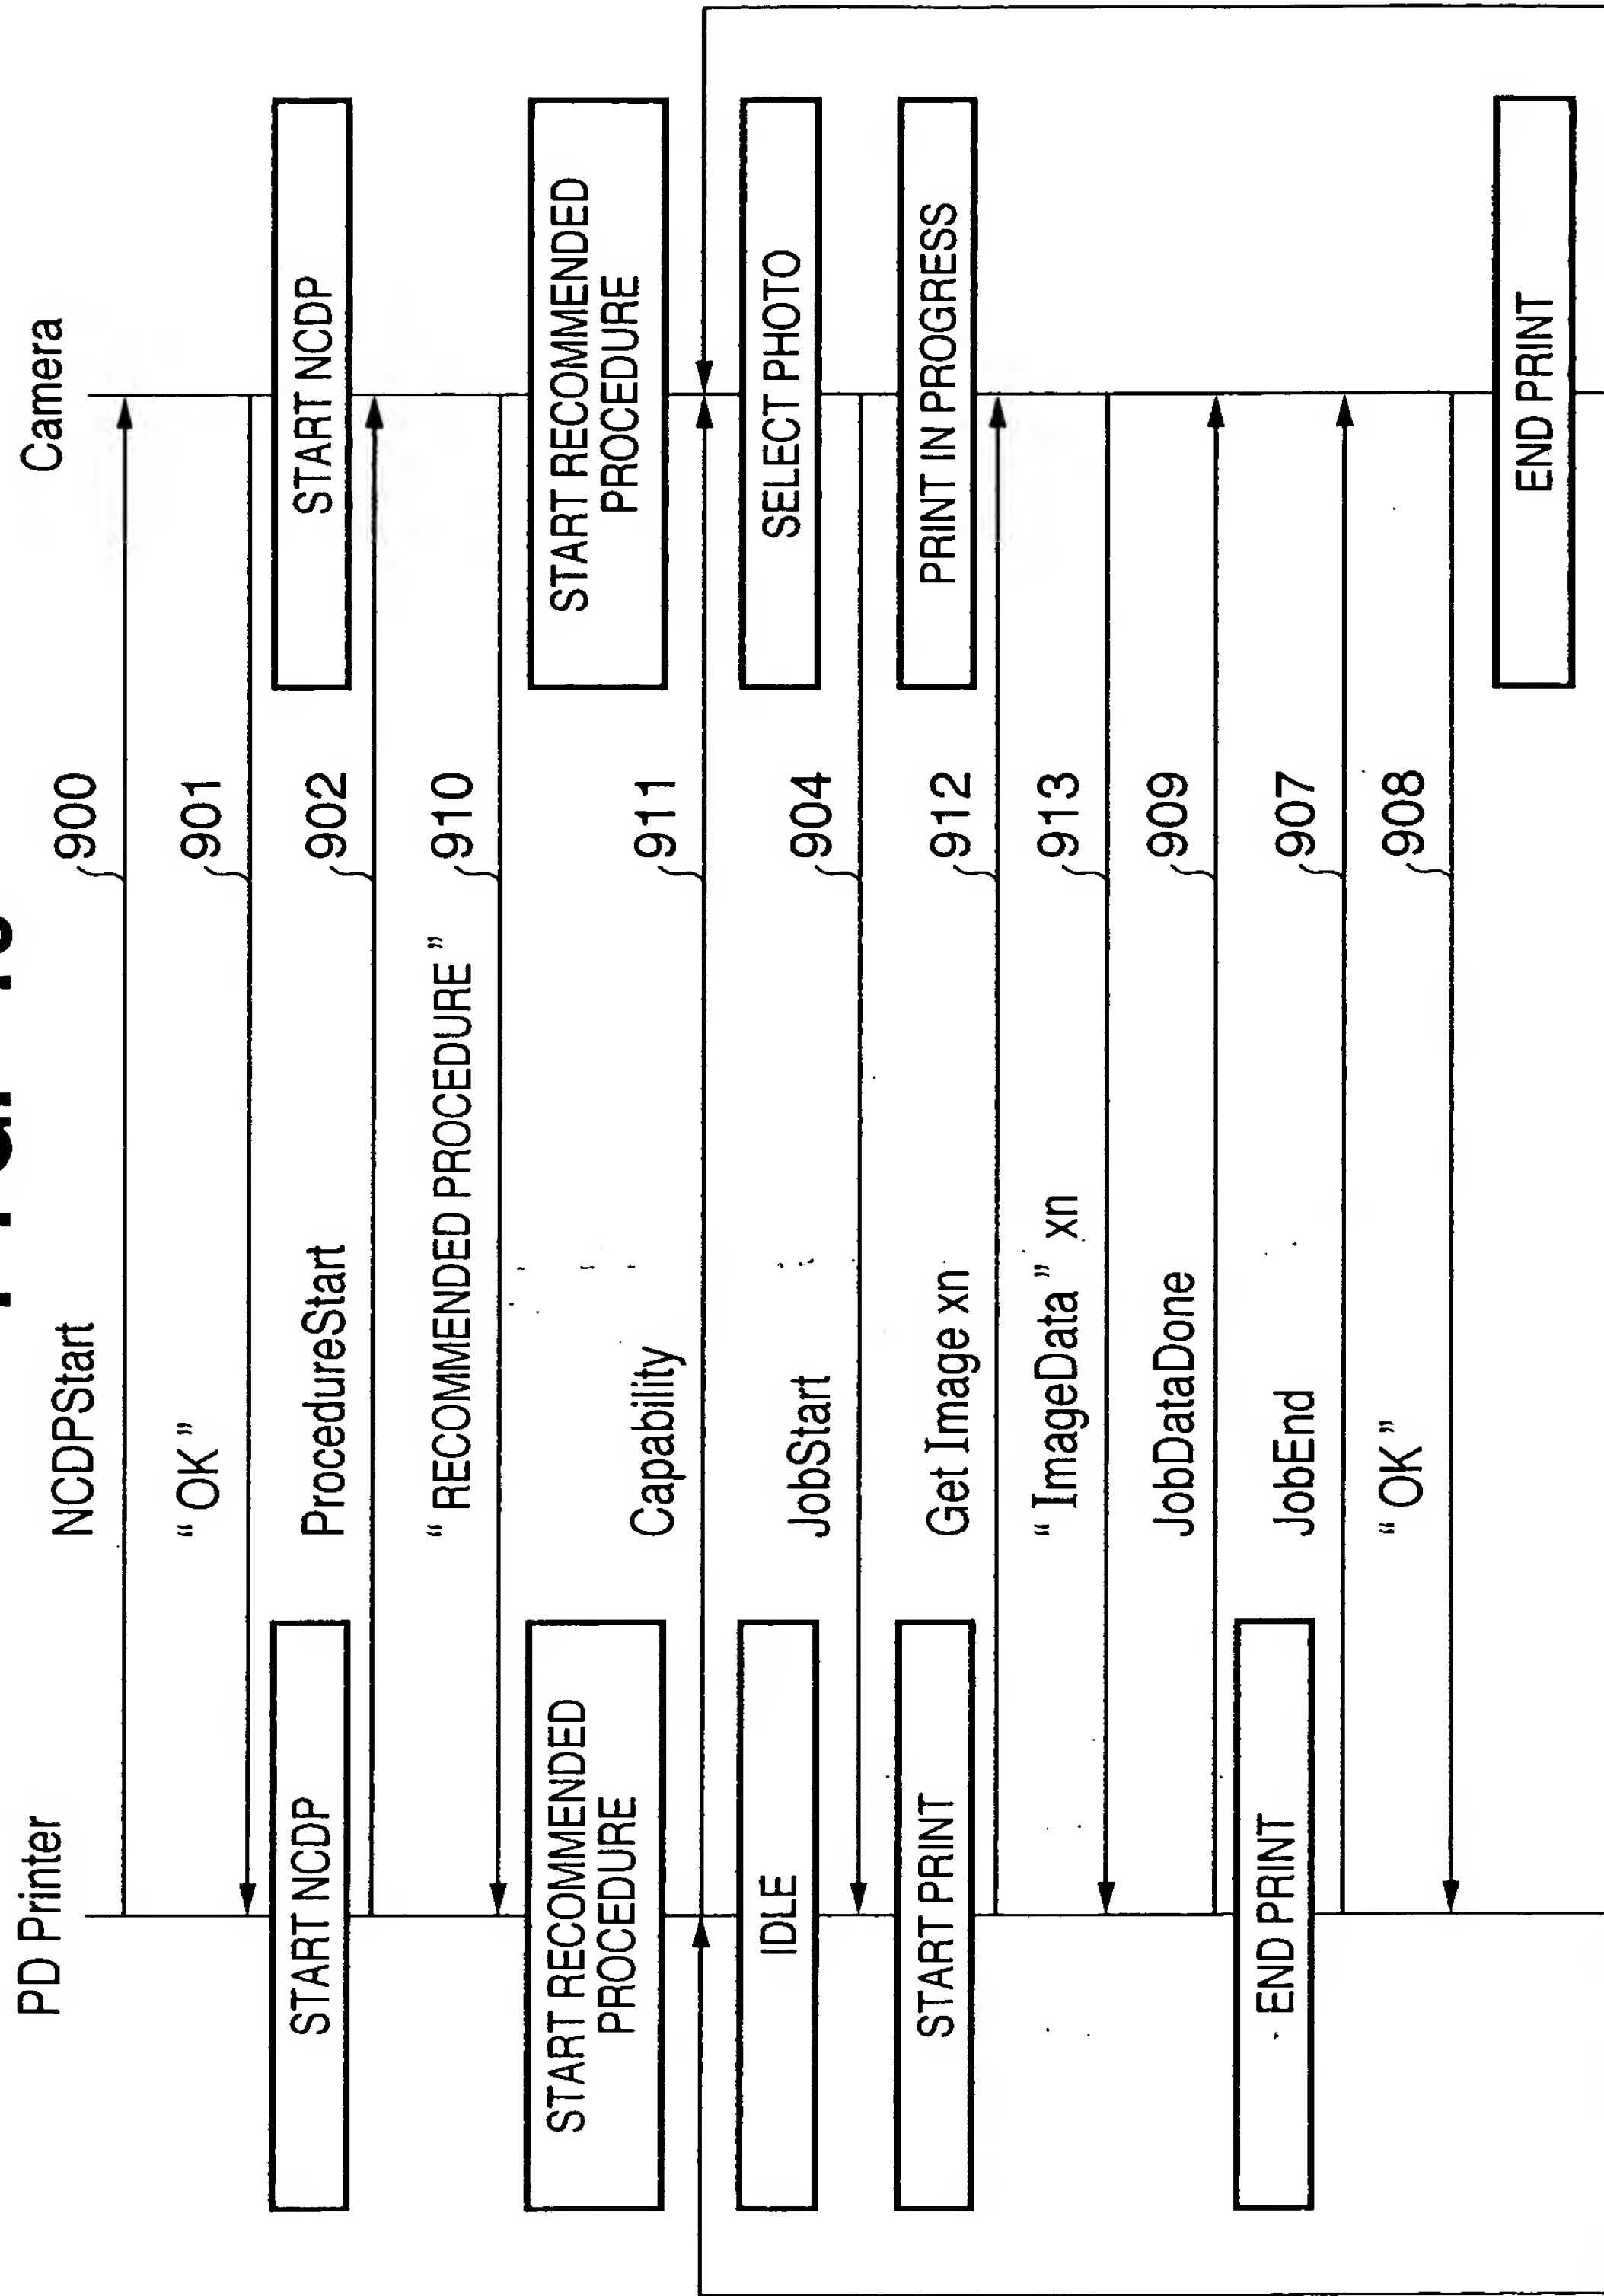 PD Printer
Camera
NCDPStart
900
“ OK ”
901
START NCDP
START NCDP
ProcedureStart
902
“ RECOMMENDED PROCEDURE ”
910
START RECOMMENDED
PROCEDURE
START RECOMMENDED
PROCEDURE
Capability
911
IDLE
SELECT PHOTO
JobStart
904
START PRINT
PRINT IN PROGRESS
Get Image xn
912
“ ImageData ” xn
913
JobDataDone
909
END PRINT
JobEnd
907
“ OK ”
908
END PRINT